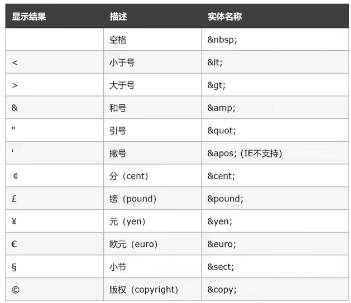 显示结果 描述 实体名称
空格 &nbsp;
< 小于号 &lt;
> 大于号 &gt;
& 和号 &amp;
" 引号 &quot;
' 撇号 &apos; (IE不支持)
¢ 分（cent） &cent;
£ 镑（pound） &pound;
¥ 元（yen） &yen;
€ 欧元（euro） &euro;
§ 小节 &sect;
© 版权（copyright） &copy;